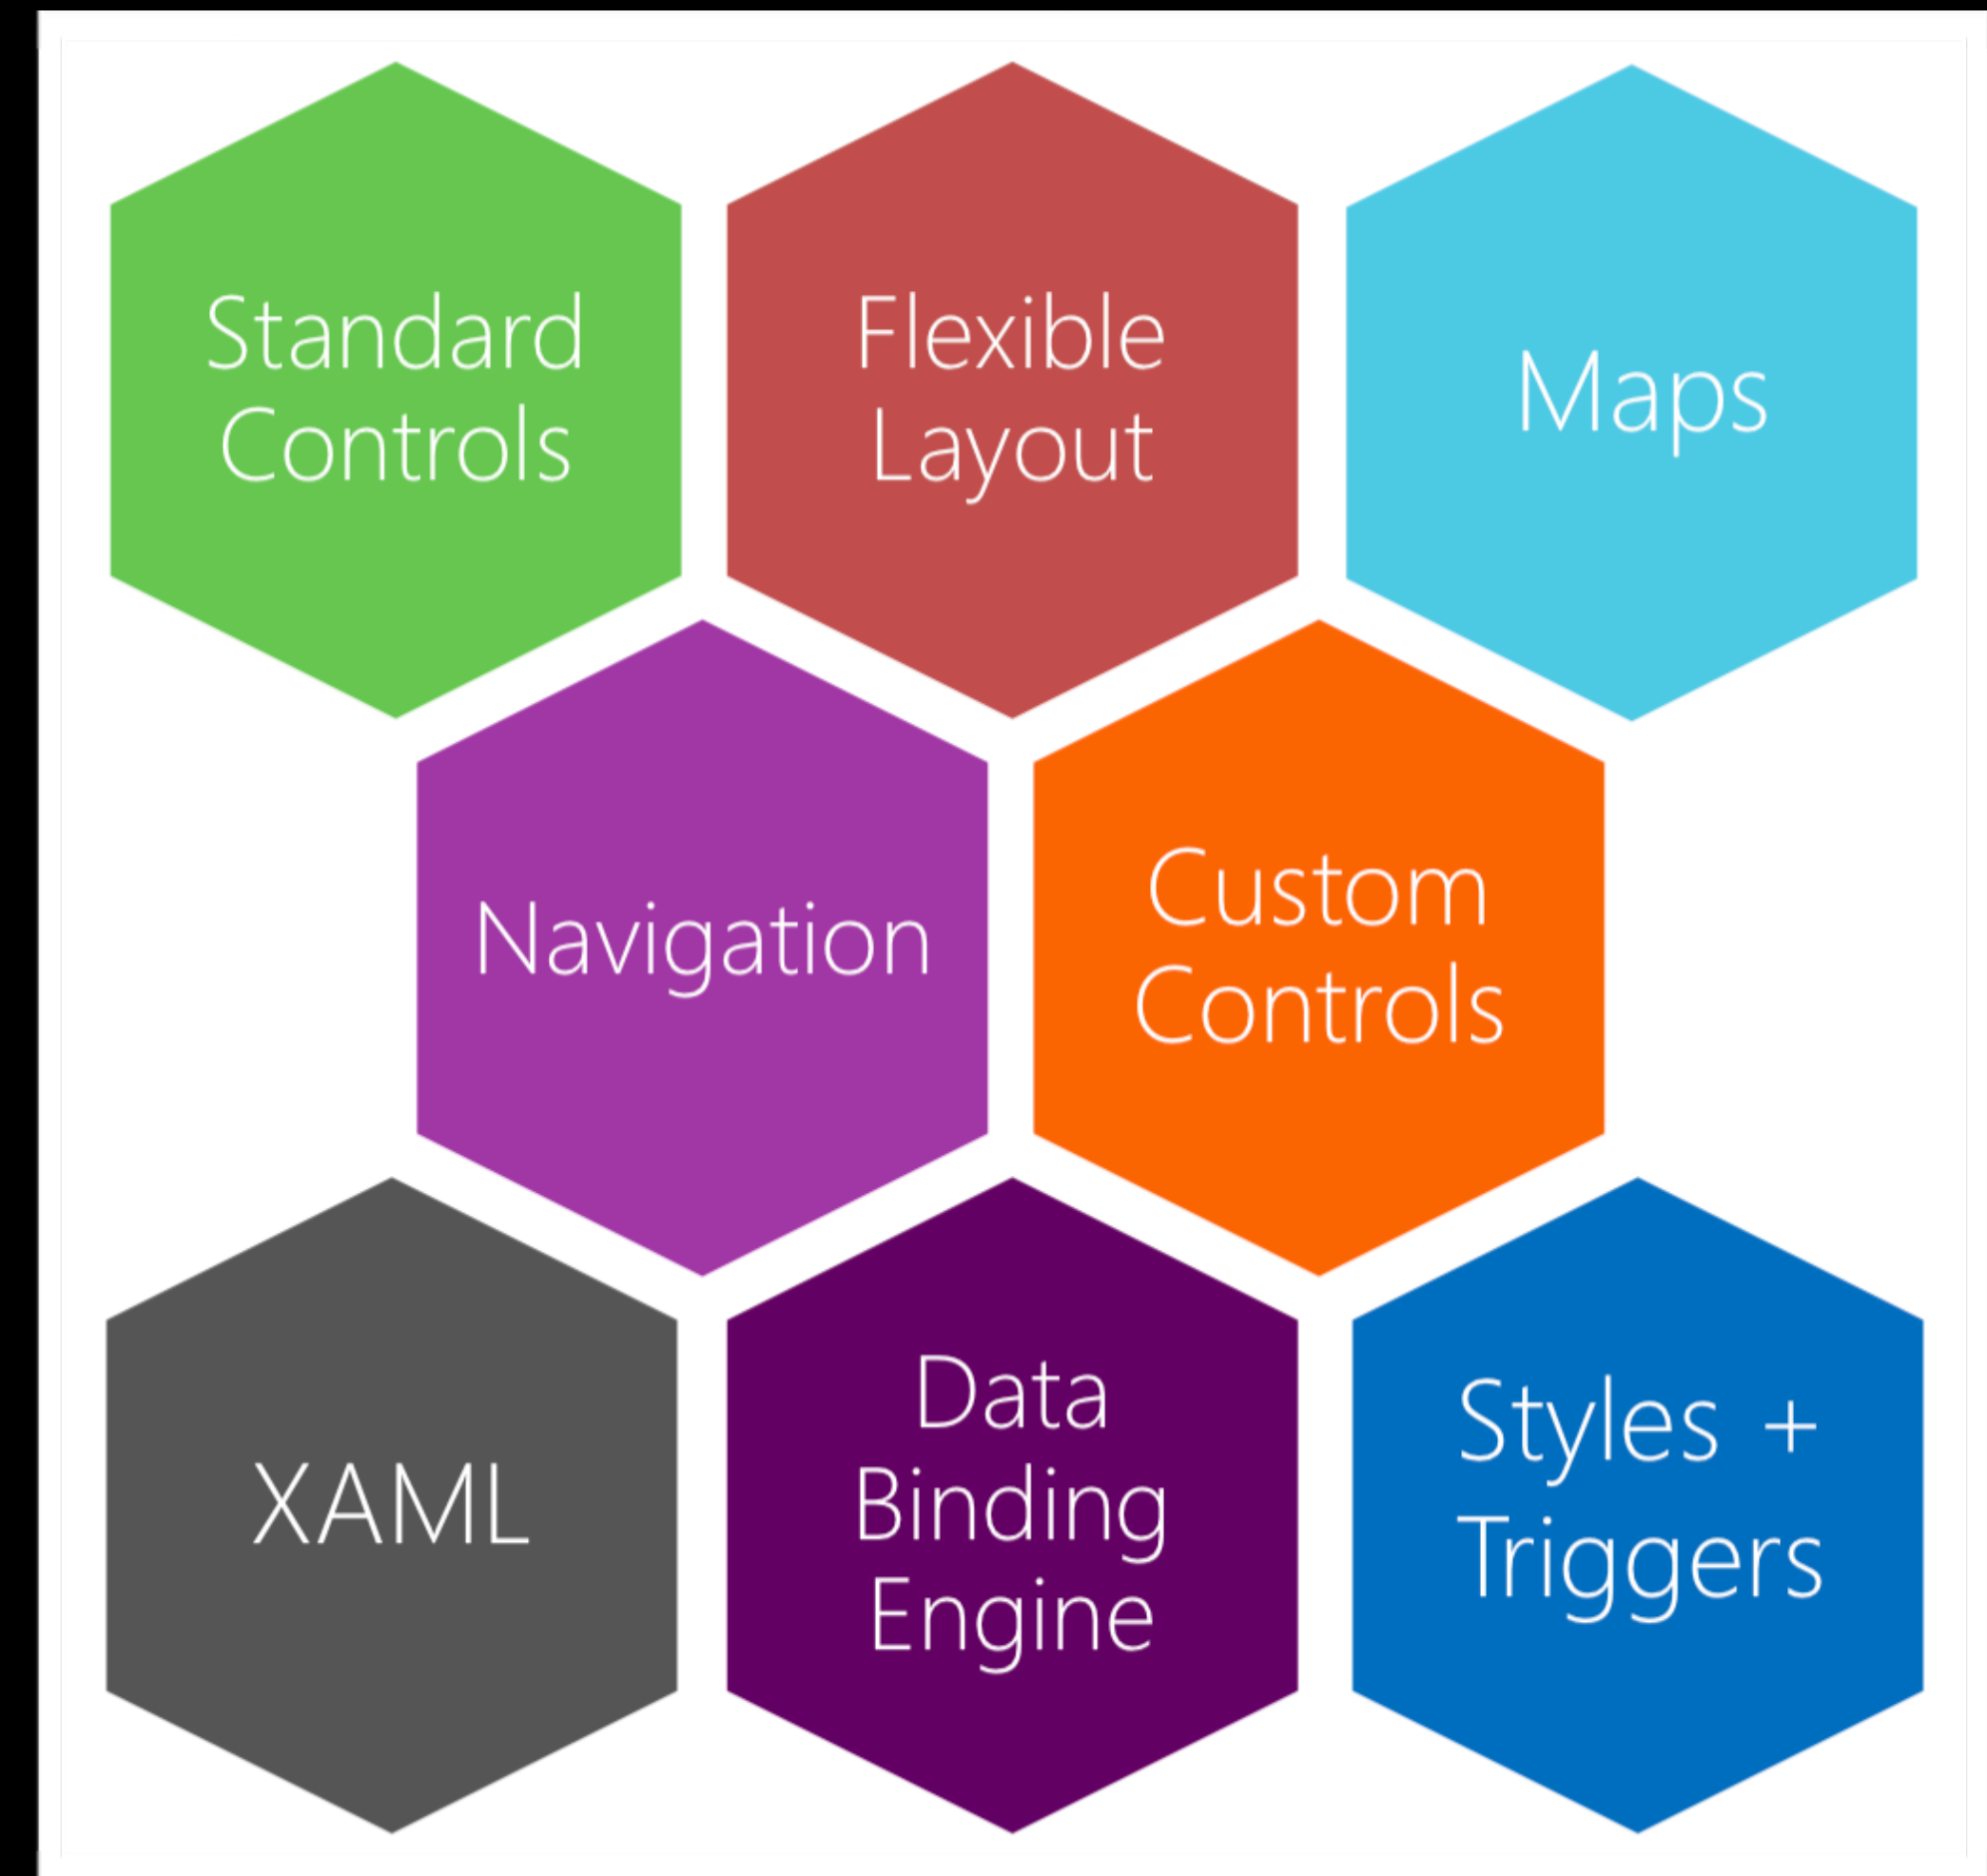 Standard
Controls
Flexible
Layout
Maps
Navigation
Custom
Controls
XAML
Data
Binding
Engine
Styles +
Triggers